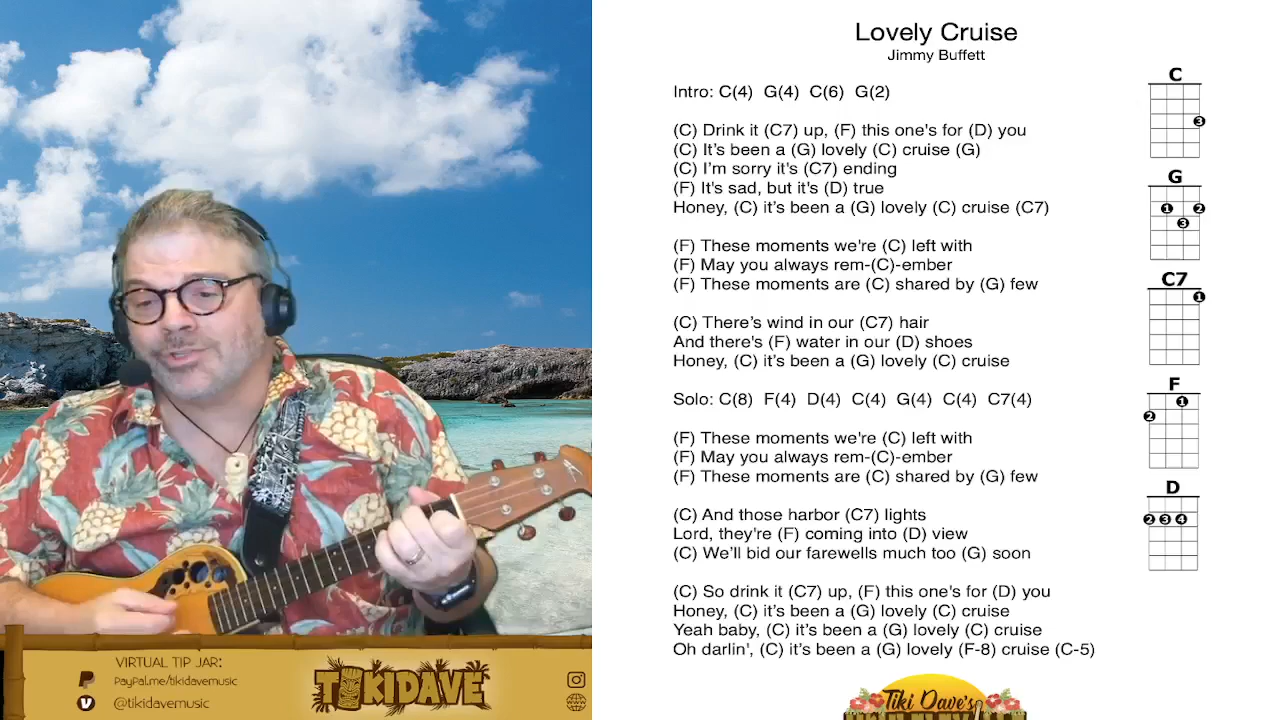 Lovely Cruise
Jimmy Buffett
Intro: C(4) G(4) C(6) G(2)
(C) Drink it (C7) up, (F) this one's for (D) you
(C) It’s been a (G) lovely (C) cruise (G)
(C) I’m sorry it's (C7) ending
(F) It's sad, but it's (D) true
Honey, (C) it’s been a (G) lovely (C) cruise (C7)
(F) These moments we're (C) left with
(F) May you always rem-(C)-ember
(F) These moments are (C) shared by (G) few
(C) There’s wind in our (C7) hair
And there's (F) water in our (D) shoes
Honey, (C) it’s been a (G) lovely (C) cruise
Solo: C(8) F(4) D(4) C(4) G(4) C(4) C7(4)
(F) These moments we're (C) left with
(F) May you always rem-(C)-ember
(F) These moments are (C) shared by (G) few
(C) And those harbor (C7) lights
Lord, they're (F) coming into (D) view
(C) We’ll bid our farewells much too (G) soon
(C) So drink it (C7) up, (F) this one's for (D) you
Honey, (C) it’s been a (G) lovely (C) cruise
Yeah baby, (C) it’s been a (G) lovely (C) cruise
Oh darlin', (C) it’s been a (G) lovely (F-8) cruise (C-5)
C
3
G
1 2
3
C7
1
F
1
2
D
2 3 4
VIRTUAL TIP JAR:
PayPal.me/tikidavemusic
@tikidavemusic
TIKIDAVE
Tiki Dave's